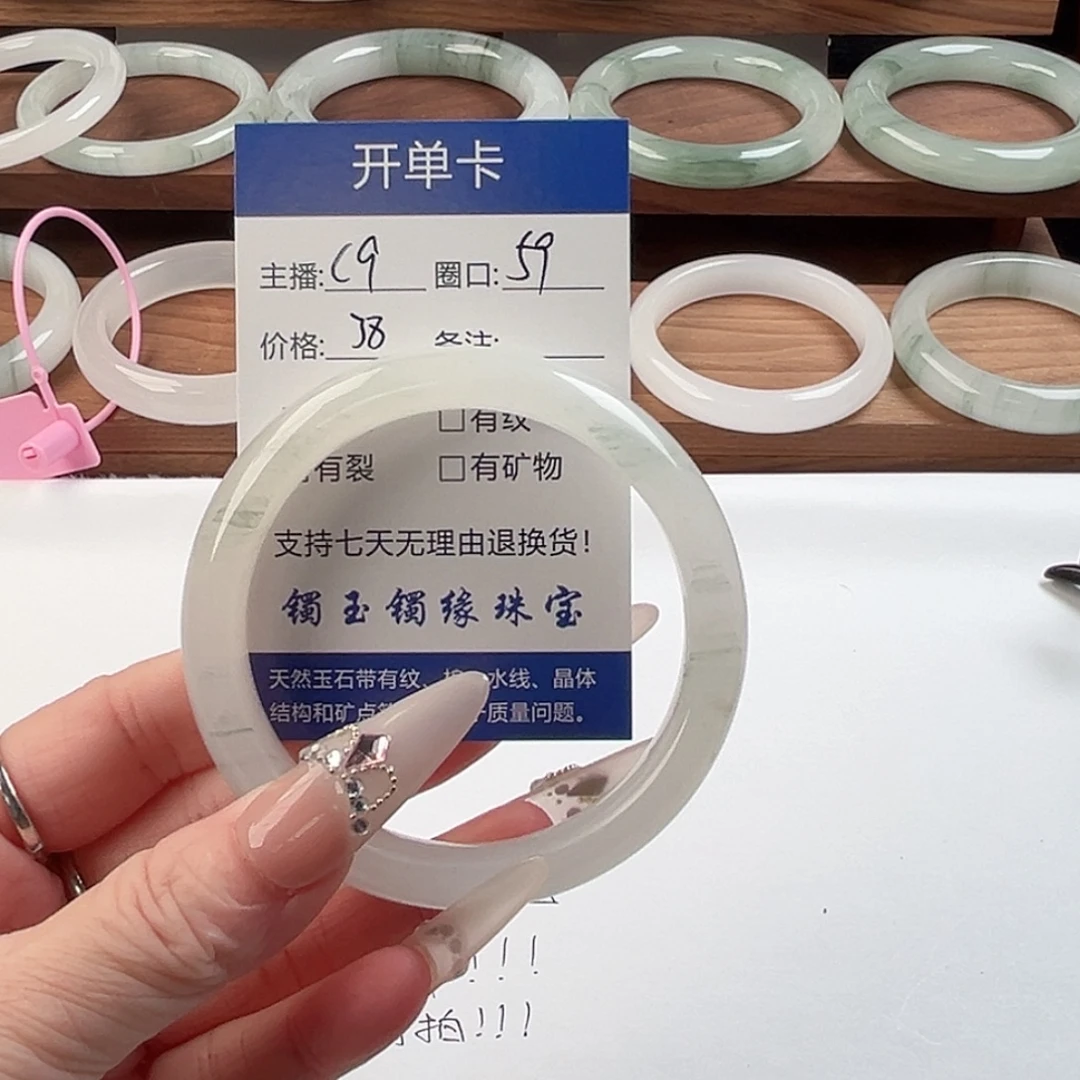 开单卡
主播: C9 圈口: 59
价格: 38 备注:
□有纹
有裂 □有矿物
支持七天无理由退换货!
镯玉镯缘珠宝
天然玉石带有纹、水线、晶体
结构和矿点 质量问题。
!!!
拍!!!